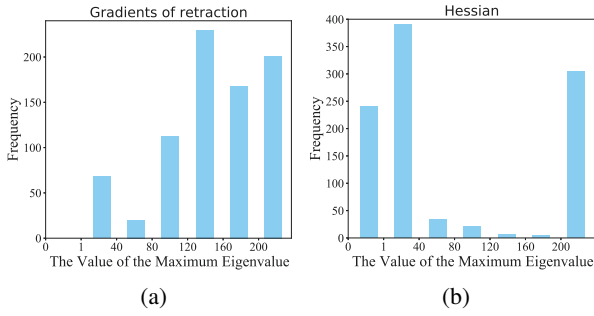 Gradients of retraction
Frequency
200
150
100
50
0
0 1 40 80 100 160 200
The Value of the Maximum Eigenvalue
(a)
Hessian
Frequency
400
350
300
250
200
150
100
50
0
0 1 40 60 80 120 160 200
The Value of the Maximum Eigenvalue
(b)